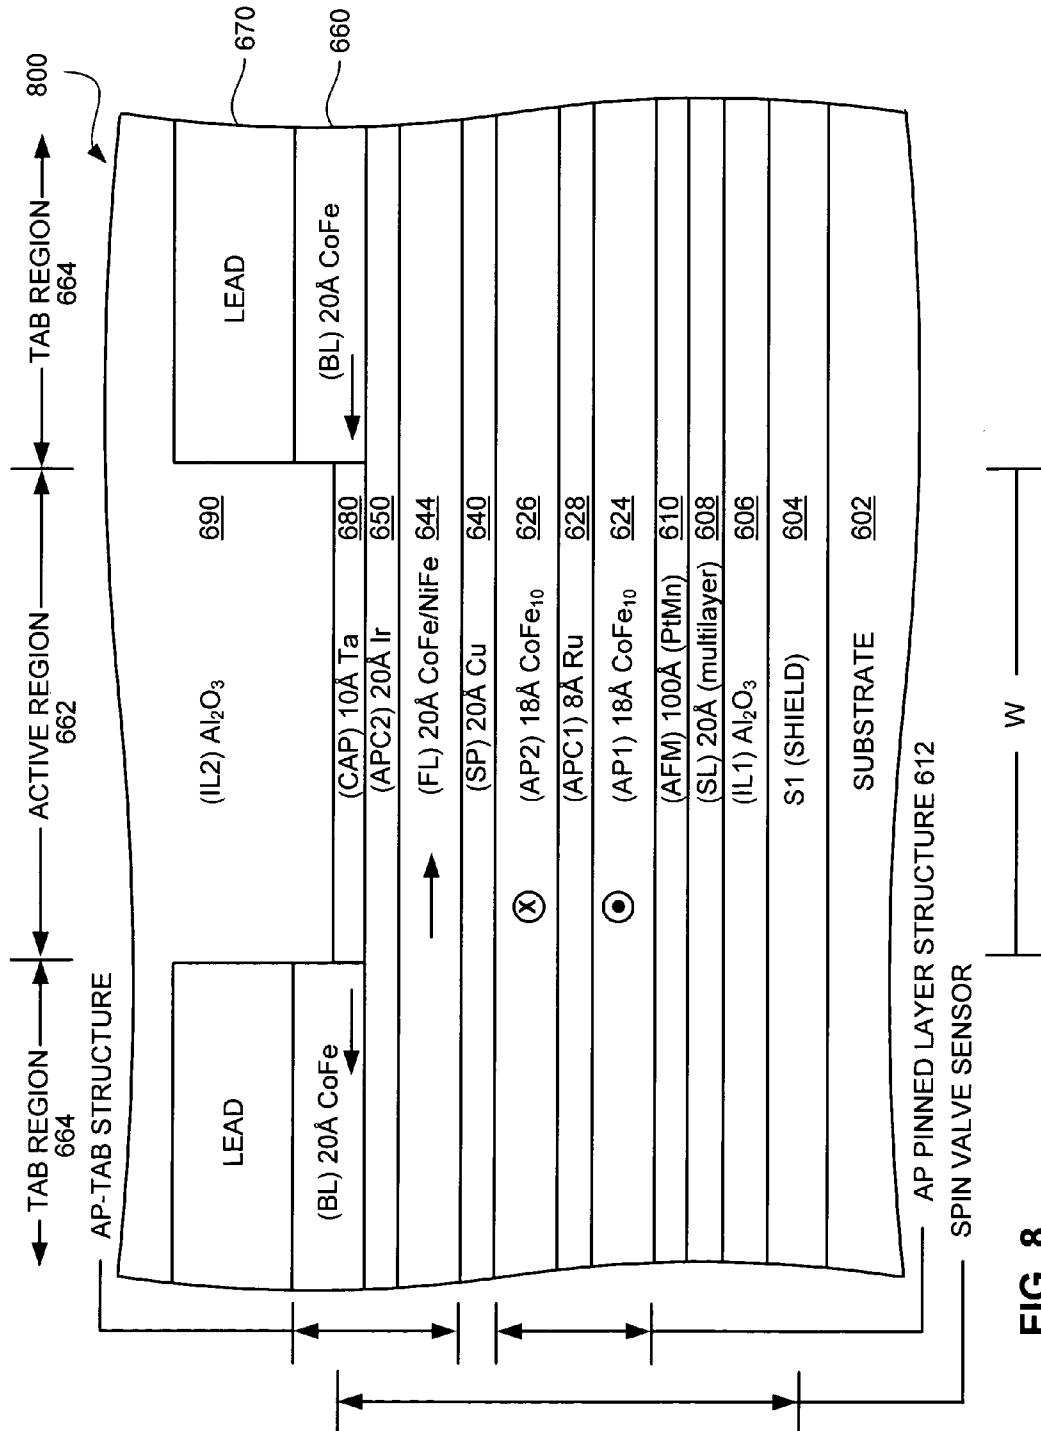 800
TAB REGION
664
ACTIVE REGION
662
TAB REGION
664
AP-TAB STRUCTURE
670
660
LEAD
(IL2) Al₂O₃ 690
LEAD
(BL) 20Å CoFe
(CAP) 10Å Ta 680
(BL) 20Å CoFe
(APC2) 20Å Ir 650
(FL) 20Å CoFe/NiFe 644
(SP) 20Å Cu 640
(AP2) 18Å CoFe₁₀ 626
X
(APC1) 8Å Ru 628
(AP1) 18Å CoFe₁₀ 624
(AFM) 100Å (PtMn) 610
(SL) 20Å (multilayer) 608
(IL1) Al₂O₃ 606
S1 (SHIELD) 604
SUBSTRATE 602
AP PINNED LAYER STRUCTURE 612
SPIN VALVE SENSOR
W
FIG. 8